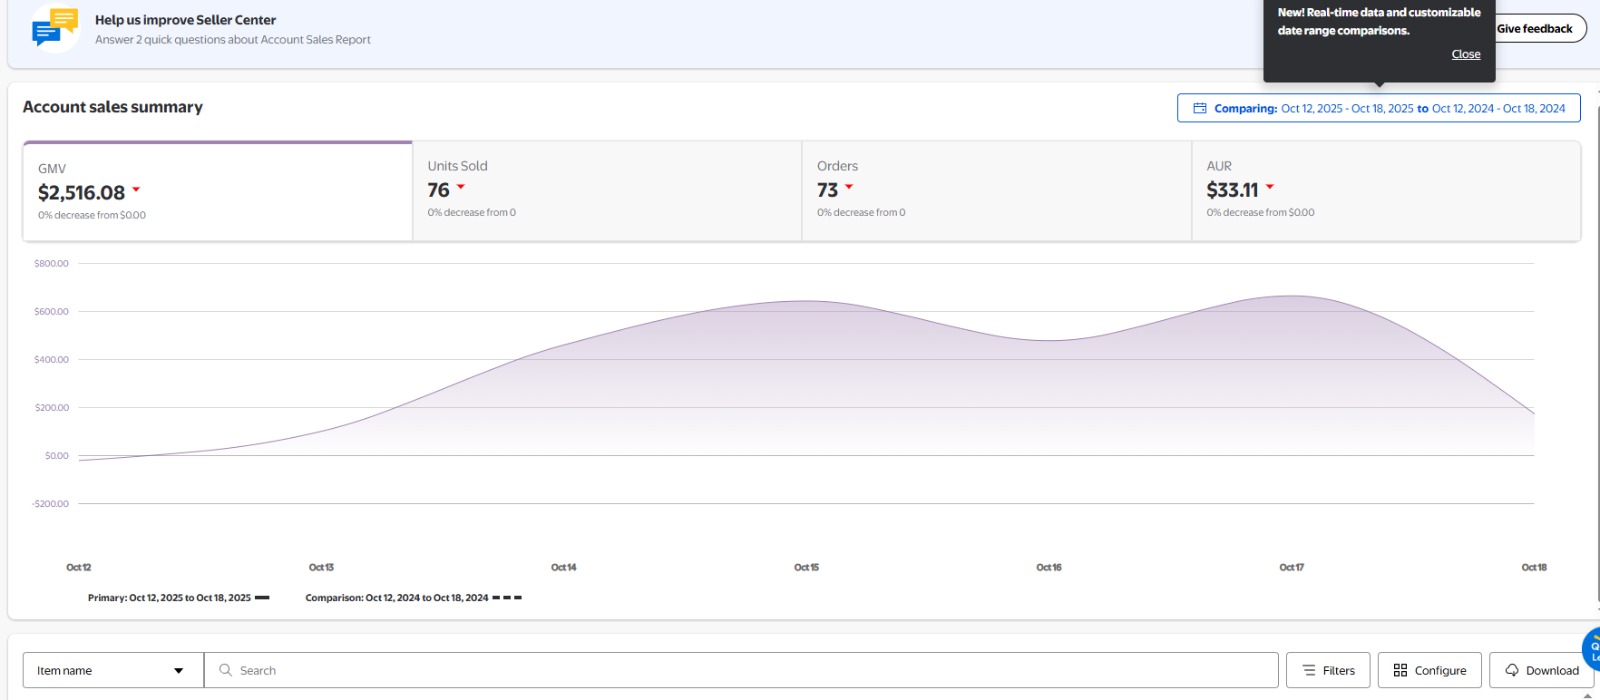 Help us improve Seller Center
Answer 2 quick questions about Account Sales Report
New! Real-time data and customizable
date range comparisons.
Close
Give feedback
Account sales summary
Comparing: Oct 12, 2025 - Oct 18, 2025 to Oct 12, 2024 - Oct 18, 2024
GMV
$2,516.08
0% decrease from $0.00
Units Sold
76
0% decrease from 0
Orders
73
0% decrease from 0
AUR
$33.11
0% decrease from $0.00
$800.00
$600.00
$400.00
$200.00
$0.00
-$200.00
Oct 12
Oct 13
Oct 14
Oct 15
Oct 16
Oct 17
Oct 18
Primary: Oct 12, 2025 to Oct 18, 2025
Comparison: Oct 12, 2024 to Oct 18, 2024
Item name
Search
Filters
Configure
Download